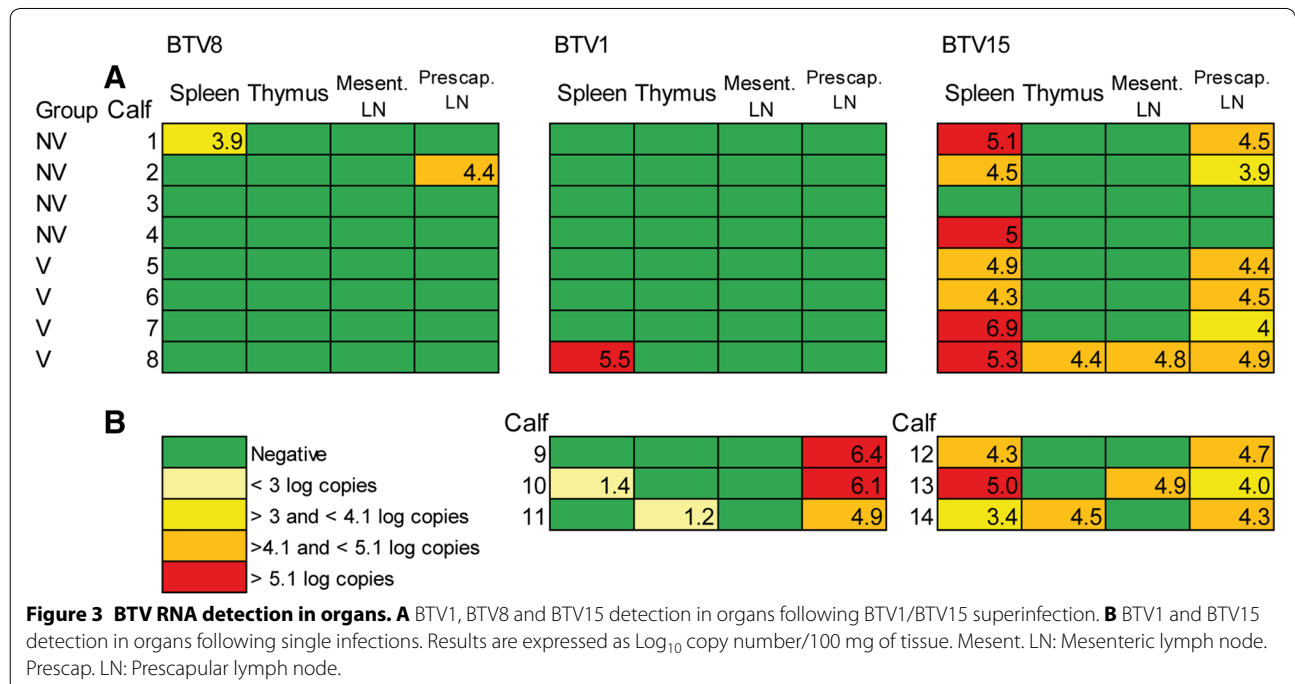 BTV8 BTV1 BTV15
A
Group Calf Spleen Thymus Mesent. LN Prescap. LN Spleen Thymus Mesent. LN Prescap. LN Spleen Thymus Mesent. LN Prescap. LN
NV 1 3.9 5.1 4.5
NV 2 4.4 4.5 3.9
NV 3
NV 4 5
V 5 4.9 4.4
V 6 4.3 4.5
V 7 6.9 4
V 8 5.5 5.3 4.4 4.8 4.9
B Calf Calf
Negative 9 6.4 12 4.3 4.7
< 3 log copies 10 1.4 6.1 13 5.0 4.9 4.0
> 3 and < 4.1 log copies 11 1.2 4.9 14 3.4 4.5 4.3
>4.1 and < 5.1 log copies
> 5.1 log copies
Figure 3 BTV RNA detection in organs. A BTV1, BTV8 and BTV15 detection in organs following BTV1/BTV15 superinfection. B BTV1 and BTV15
detection in organs following single infections. Results are expressed as Log10 copy number/100 mg of tissue. Mesent. LN: Mesenteric lymph node.
Prescap. LN: Prescapular lymph node.